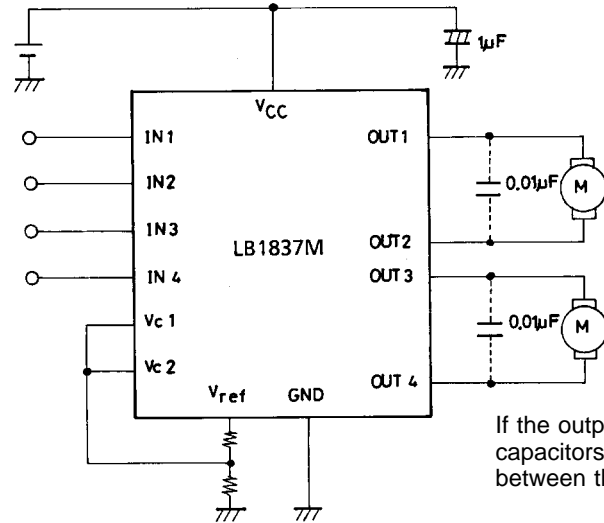 1µF
VCC
IN1 OUT1
0.01µF M
IN2
IN3 LB1837M OUT2
IN 4 OUT 3
Vc 1 0.01µF M
Vc 2 OUT 4
Vref GND
If the outp
capacitors
between th